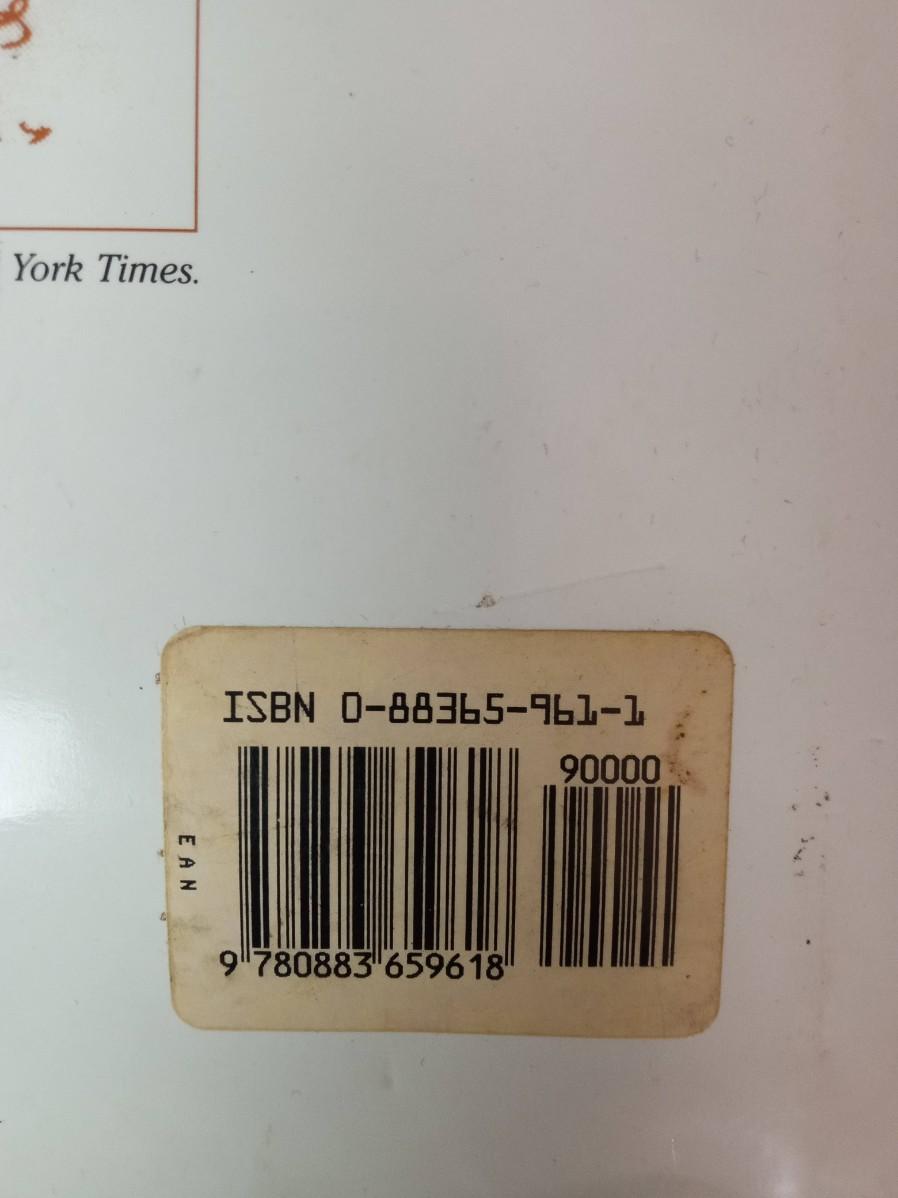 York Times.
ISBN 0-88365-961-1
90000
EAN
9 780883 659618